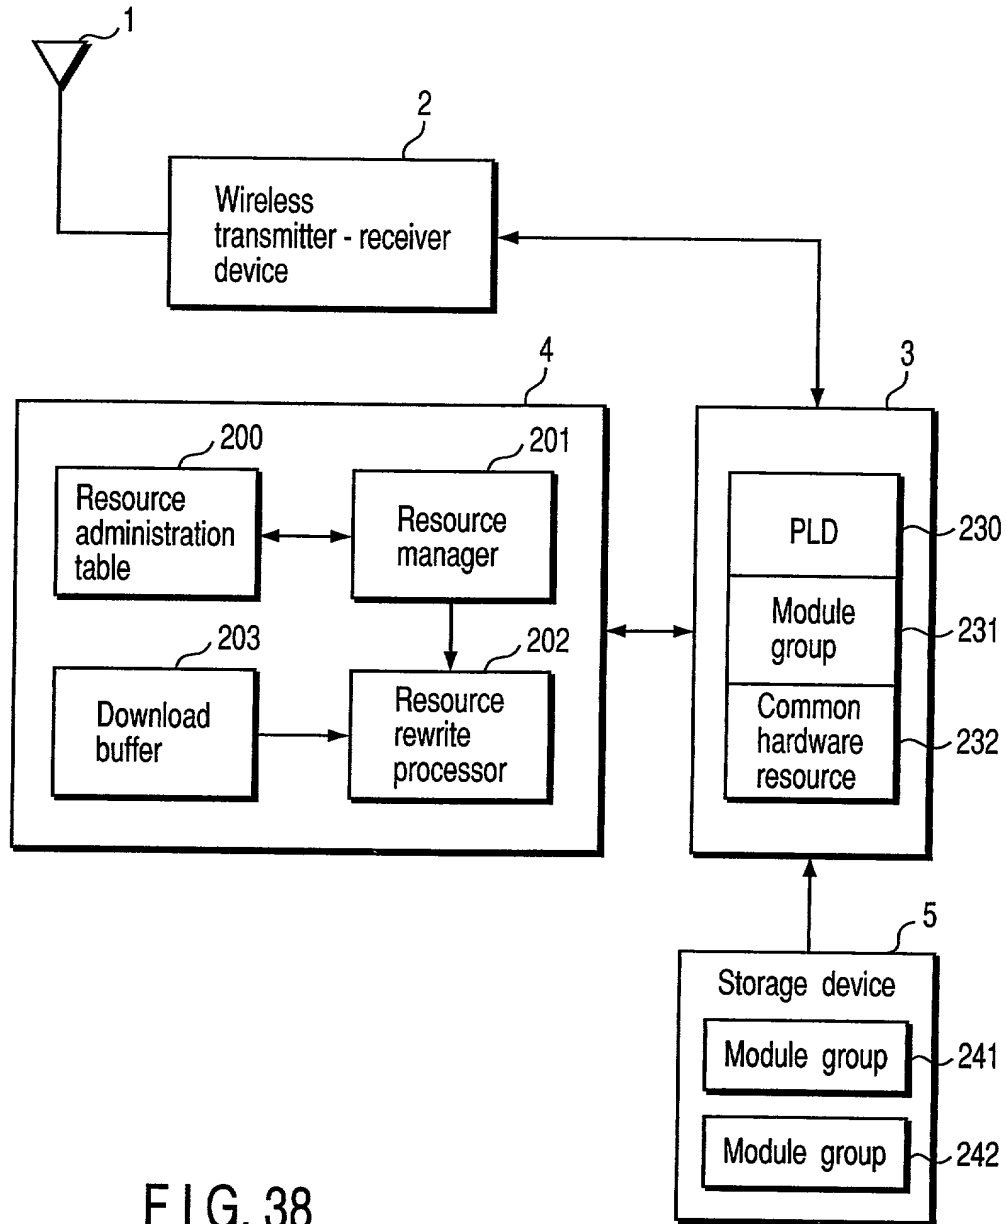 1
2
Wireless
transmitter - receiver
device
4
3
200
201
Resource
administration
table
Resource
manager
203
202
Download
buffer
Resource
rewrite
processor
PLD
230
Module
group
231
Common
hardware
resource
232
5
Storage device
Module group
241
Module group
242
FIG. 38